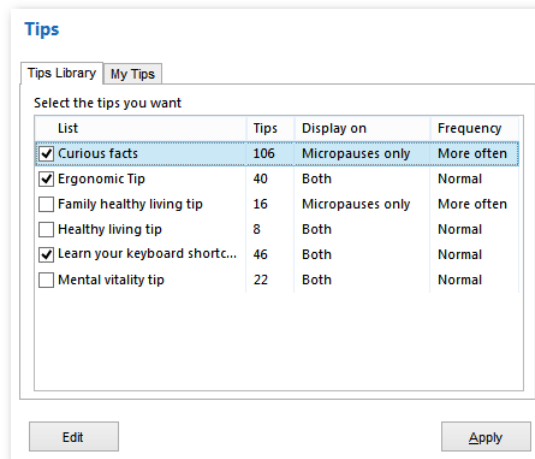 Tips
Tips Library My Tips
Select the tips you want
List Tips Display on Frequency
Curious facts 106 Micropauses only More often
Ergonomic Tip 40 Both Normal
Family healthy living tip 16 Micropauses only More often
Healthy living tip 8 Both Normal
Learn your keyboard shortc... 46 Both Normal
Mental vitality tip 22 Both Normal
Edit Apply